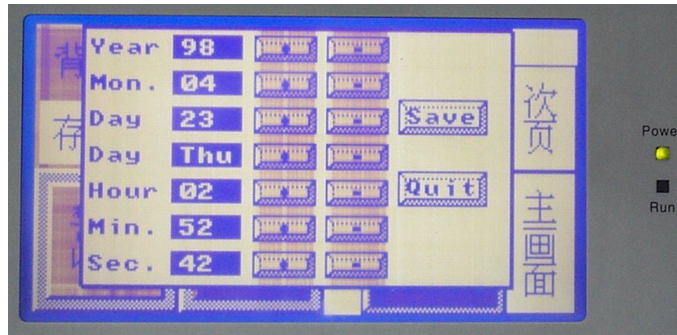 Year 98
Mon. 04
Day 23
Day Thu
Hour 02
Min. 52
Sec. 42
Save
Quit
背
存
次页
主画面
Powe
Run